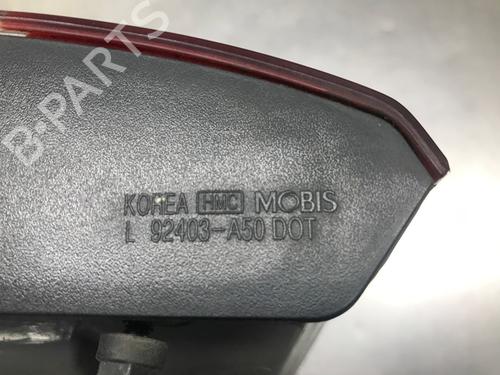 B-PARTS
KOREA HMC MOBIS
L 92403-A50 DOT